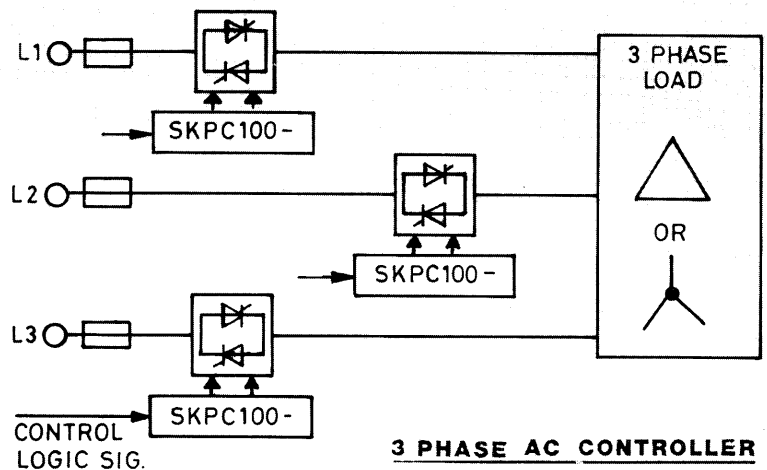 L1
3 PHASE
LOAD
SKPC100-
L2
OR
SKPC100-
L3
SKPC100-
CONTROL
LOGIC SIG.
3 PHASE AC CONTROLLER